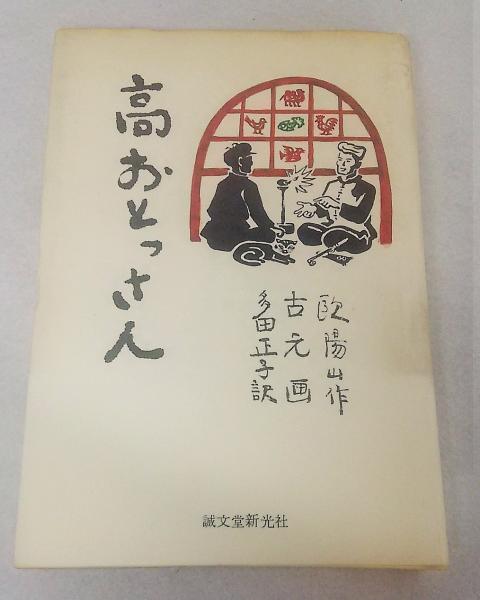 高おとっさん
欧陽山作
古元画
多田正子訳
誠文堂新光社